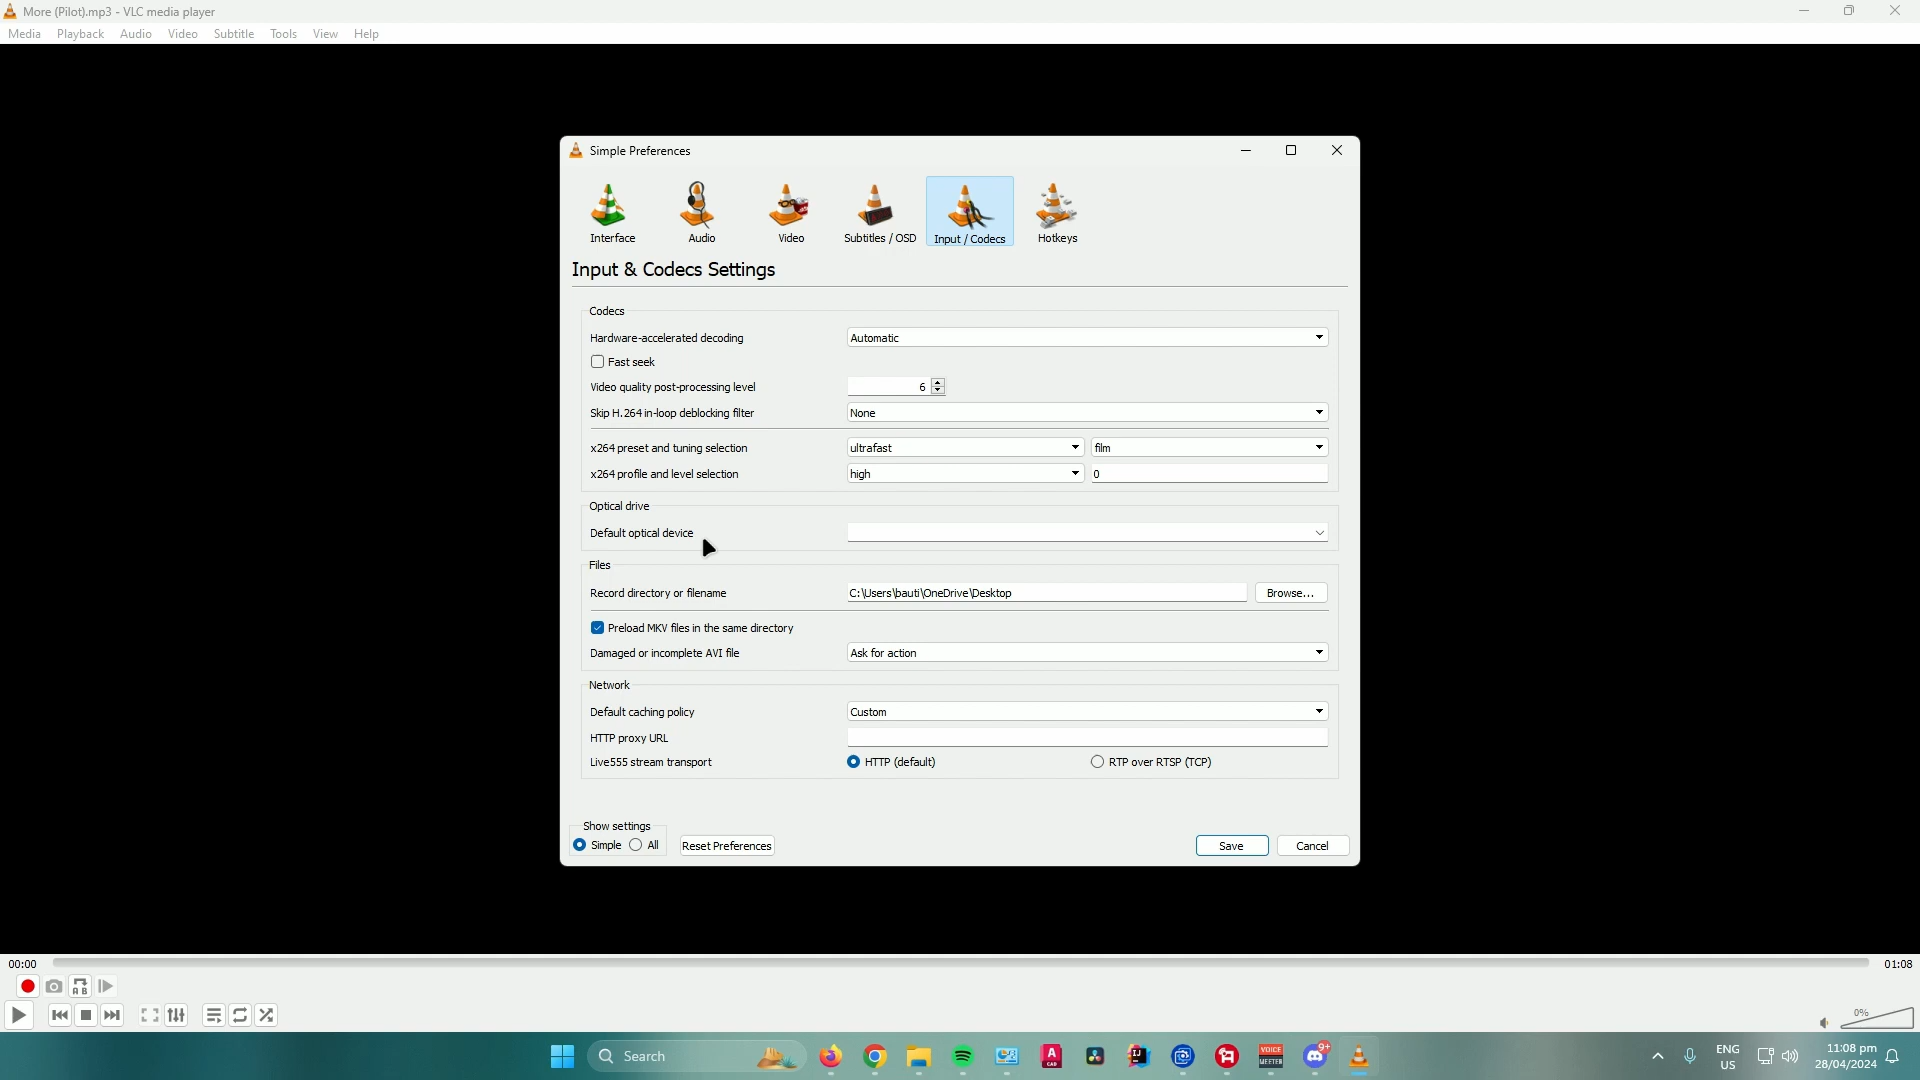 More (Pilot).mp3 - VLC media player
Media Playback Audio Video Subtitle Tools View Help
Simple Preferences
Interface Audio Video Subtitles / OSD Input / Codecs Hotkeys
Input & Codecs Settings
Codecs
Hardware-accelerated decoding Automatic
Fast seek
Video quality post-processing level 6
Skip H.264 in-loop deblocking filter None
x264 preset and tuning selection ultrafast film
x264 profile and level selection high 0
Optical drive
Default optical device
Files
Record directory or filename C:\Users\bauti\OneDrive\Desktop Browse...
Preload MKV files in the same directory
Damaged or incomplete AVI file Ask for action
Network
Default caching policy Custom
HTTP proxy URL
Live555 stream transport HTTP (default) RTP over RTSP (TCP)
Show settings
Simple All Reset Preferences Save Cancel
00:00 01:08
A B
0%
Search
A CAD
IJ
VOICE MEETER
9+
ENG US
11:08 pm
28/04/2024